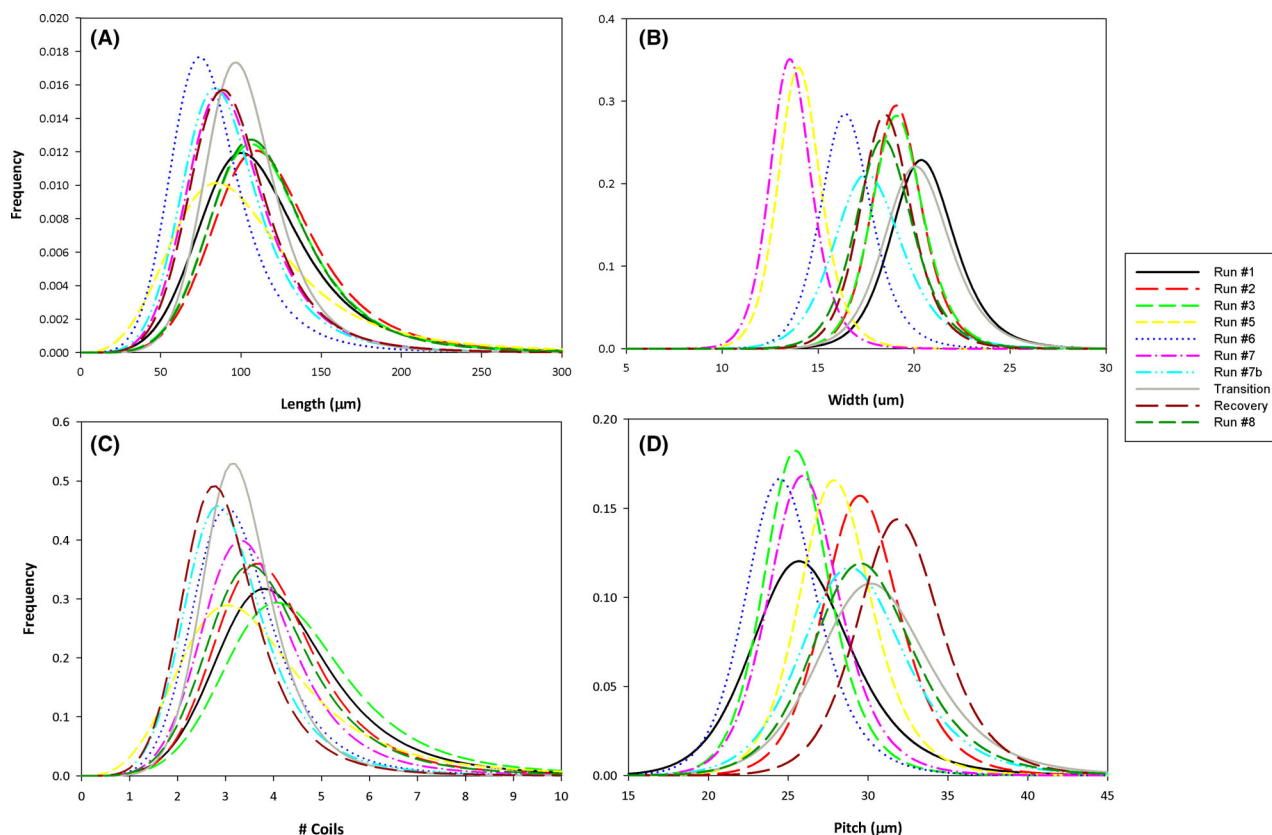 (A)
0.020
0.018
0.016
0.014
0.012
0.010
0.008
0.006
0.004
0.002
0.000
Frequency
0 50 100 150 200 250 300
Length (µm)
(B)
0.4
0.3
0.2
0.1
0.0
5 10 15 20 25 30
Width (um)
Run #1
Run #2
Run #3
Run #5
Run #6
Run #7
Run #7b
Transition
Recovery
Run #8
(C)
0.6
0.5
0.4
0.3
0.2
0.1
0.0
Frequency
0 1 2 3 4 5 6 7 8 9 10
# Coils
(D)
0.20
0.15
0.10
0.05
0.00
15 20 25 30 35 40 45
Pitch (µm)